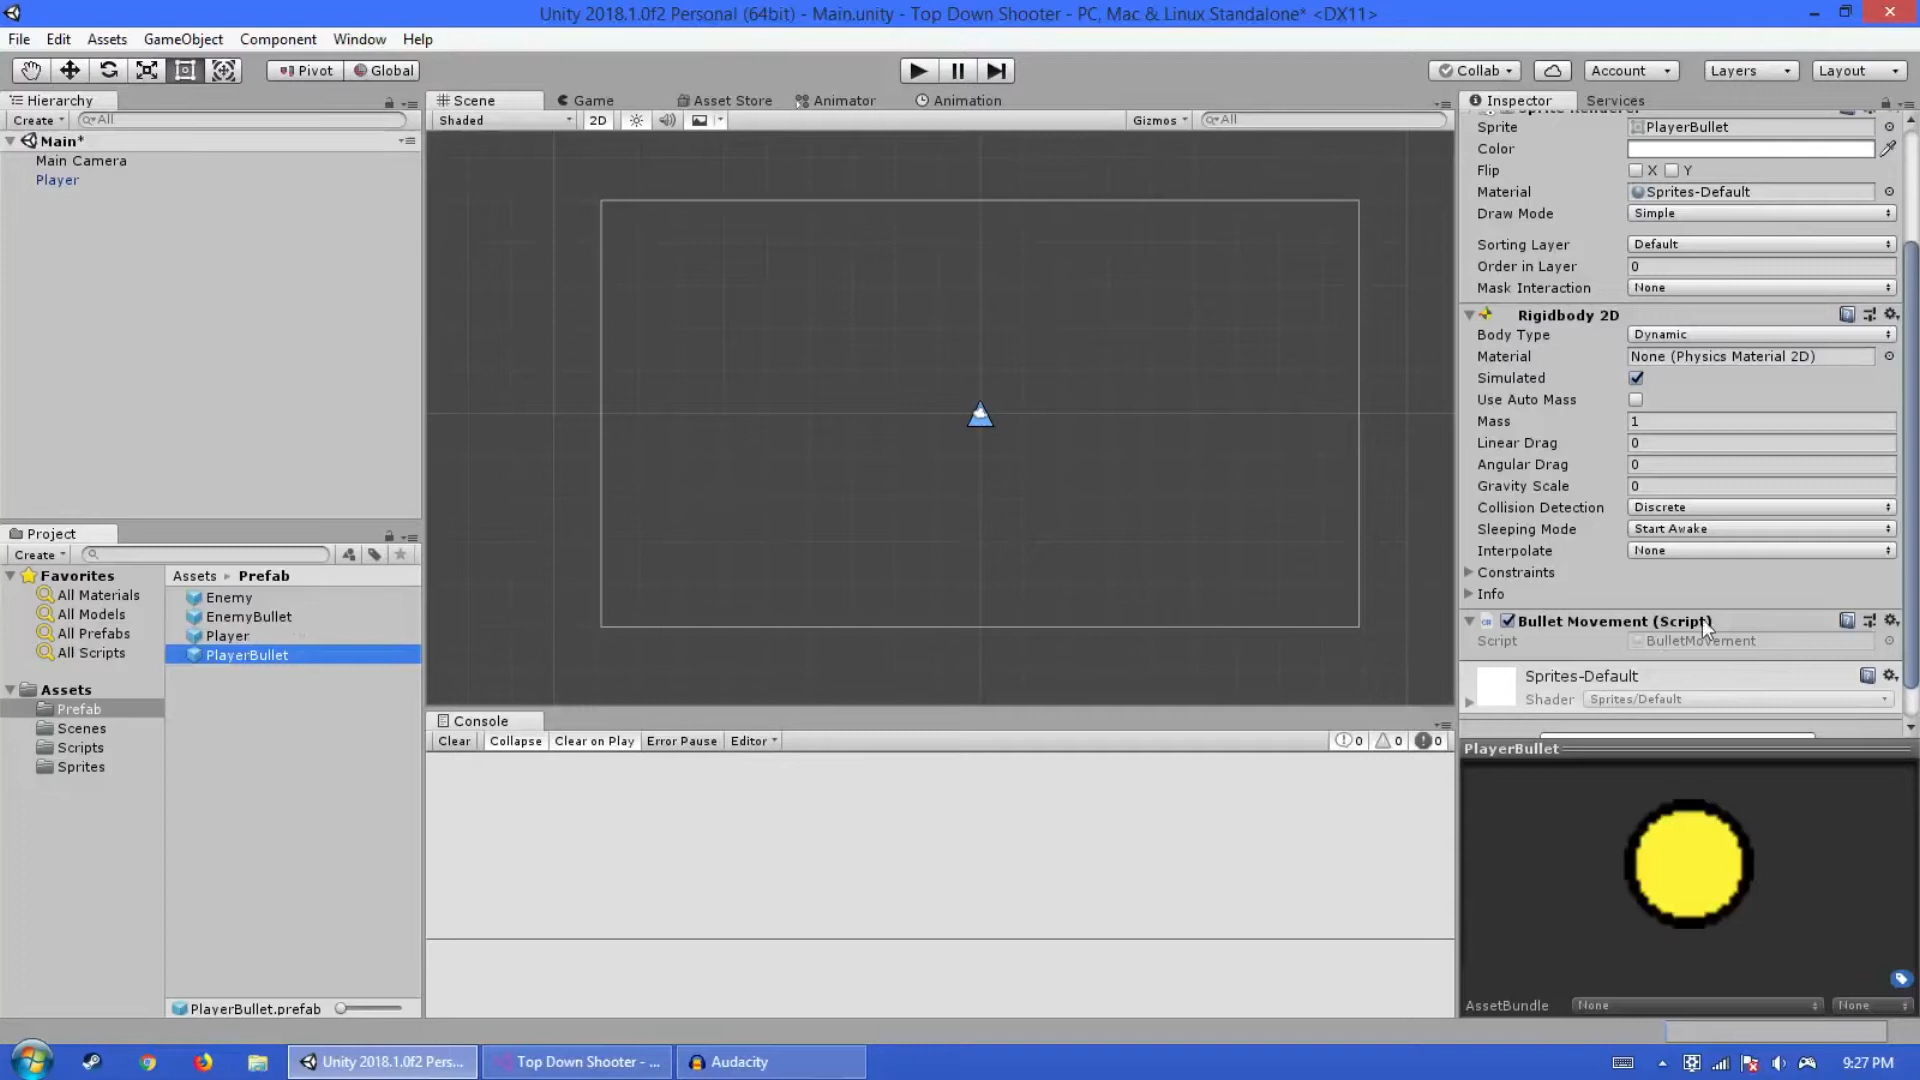 Unity 2018.1.0f2 Personal (64bit) - Main.unity - Top Down Shooter - PC, Mac & Linux Standalone* <DX11>
File Edit Assets GameObject Component Window Help
Pivot Global Collab Account Layers Layout
Hierarchy
Create All
Main*
Main Camera
Player
Scene Game Asset Store Animator Animation
Shaded 2D Gizmos All
Project
Create
Favorites
All Materials
All Models
All Prefabs
All Scripts
Assets
Prefab
Scenes
Scripts
Sprites
Assets Prefab
Enemy
EnemyBullet
Player
PlayerBullet
PlayerBullet.prefab
Console
Clear Collapse Clear on Play Error Pause Editor 0 0 0
Inspector Services
Sprite PlayerBullet
Color
Flip X Y
Material Sprites-Default
Draw Mode Simple
Sorting Layer Default
Order in Layer 0
Mask Interaction None
Rigidbody 2D
Body Type Dynamic
Material None (Physics Material 2D)
Simulated
Use Auto Mass
Mass 1
Linear Drag 0
Angular Drag 0
Gravity Scale 0
Collision Detection Discrete
Sleeping Mode Start Awake
Interpolate None
Constraints
Info
Bullet Movement (Script)
Script BulletMovement
Sprites-Default
Shader Sprites/Default
PlayerBullet
AssetBundle None None
Unity 2018.1.0f2 Pers... Top Down Shooter - ... Audacity 9:27 PM